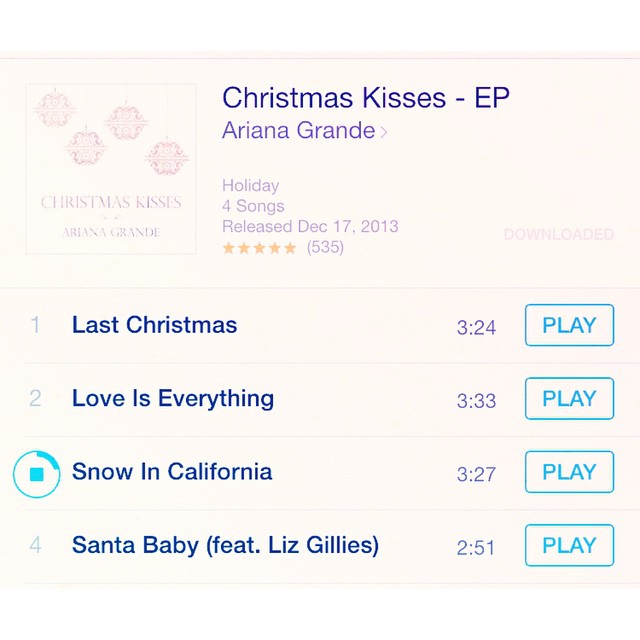 CHRISTMAS KISSES
ARIANA GRANDE
Christmas Kisses - EP
Ariana Grande >
Holiday
4 Songs
Released Dec 17, 2013
★★★★★ (535)
DOWNLOADED
1 Last Christmas 3:24 PLAY
2 Love Is Everything 3:33 PLAY
Snow In California 3:27 PLAY
4 Santa Baby (feat. Liz Gillies) 2:51 PLAY